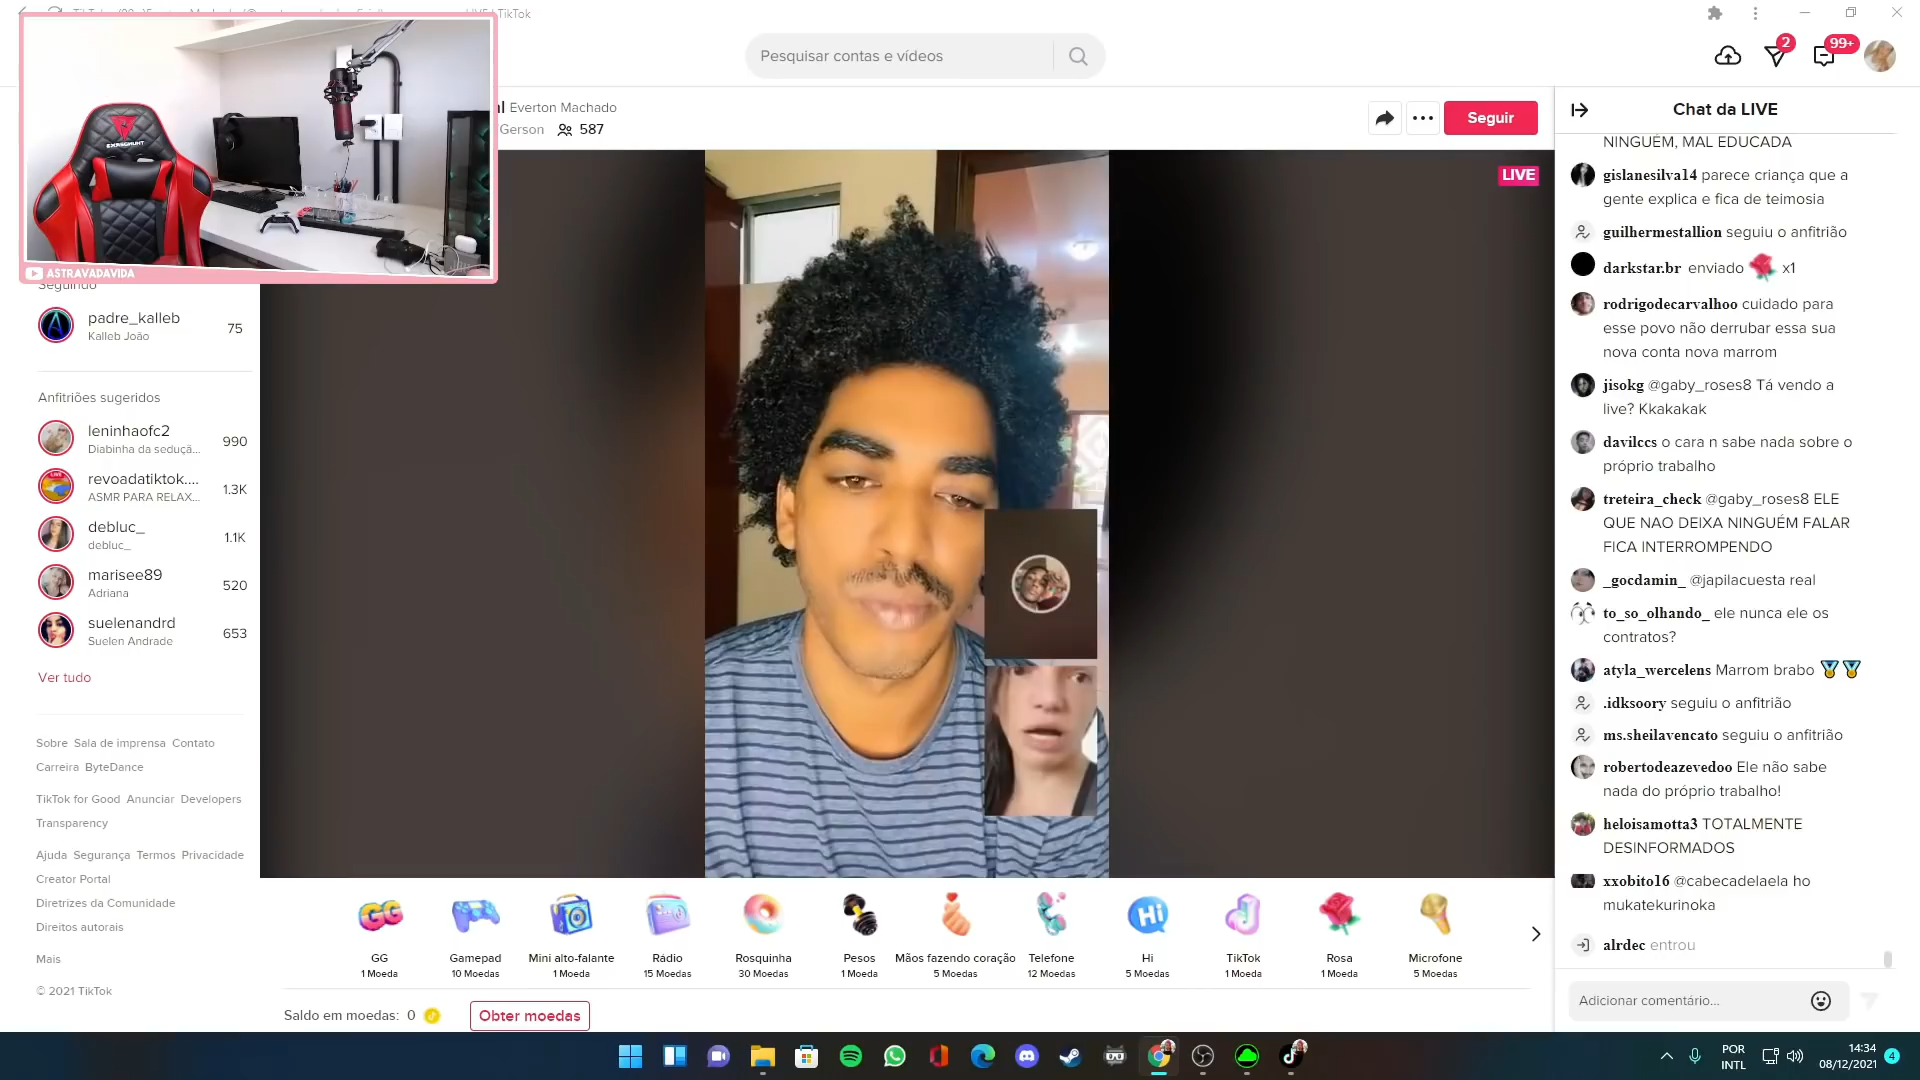 LIVE | TikTok
Pesquisar contas e vídeos
2
99+
EXASGNUNT
ASTRAVADAVIDA
Everton Machado
Gerson
587
Seguir
LIVE
Seguindo
padre_kalleb
Kalleb João
75
Anfitriões sugeridos
leninhaofc2
Diabinha da seduçã...
990
revoadatiktok....
ASMR PARA RELAX...
1.3K
debluc_
debluc_
1.1K
marisee89
Adriana
520
suelenandrd
Suelen Andrade
653
Ver tudo
Sobre Sala de imprensa Contato
Carreira ByteDance
TikTok for Good Anunciar Developers
Transparency
Ajuda Segurança Termos Privacidade
Creator Portal
Diretrizes da Comunidade
Direitos autorais
Mais
© 2021 TikTok
GG
1 Moeda
Gamepad
10 Moedas
Mini alto-falante
1 Moeda
Rádio
15 Moedas
Rosquinha
30 Moedas
Pesos
1 Moeda
Mãos fazendo coração
5 Moedas
Telefone
12 Moedas
Hi
Hi
5 Moedas
TikTok
1 Moeda
Rosa
1 Moeda
Microfone
5 Moedas
Saldo em moedas: 0
Obter moedas
Chat da LIVE
NINGUÉM, MAL EDUCADA
gislanesilva14 parece criança que a
gente explica e fica de teimosia
guilhermestallion seguiu o anfitrião
darkstar.br enviado 🌹 x1
rodrigodecarvalhoo cuidado para
esse povo não derrubar essa sua
nova conta nova marrom
jisokg @gaby_roses8 Tá vendo a
live? Kkakakak
davilccs o cara n sabe nada sobre o
próprio trabalho
treteira_check @gaby_roses8 ELE
QUE NAO DEIXA NINGUÉM FALAR
FICA INTERROMPENDO
_gocdamin_ @japilacuesta real
to_so_olhando_ ele nunca ele os
contratos?
atyla_wercelens Marrom brabo 🏅🏅
.idksoory seguiu o anfitrião
ms.sheilavencato seguiu o anfitrião
robertodeazevedoo Ele não sabe
nada do próprio trabalho!
heloisamotta3 TOTALMENTE
DESINFORMADOS
xxobito16 @cabecadelaela ho
mukatekurinoka
alrdec entrou
Adicionar comentário...
POR
INTL
14:34
08/12/2021
4